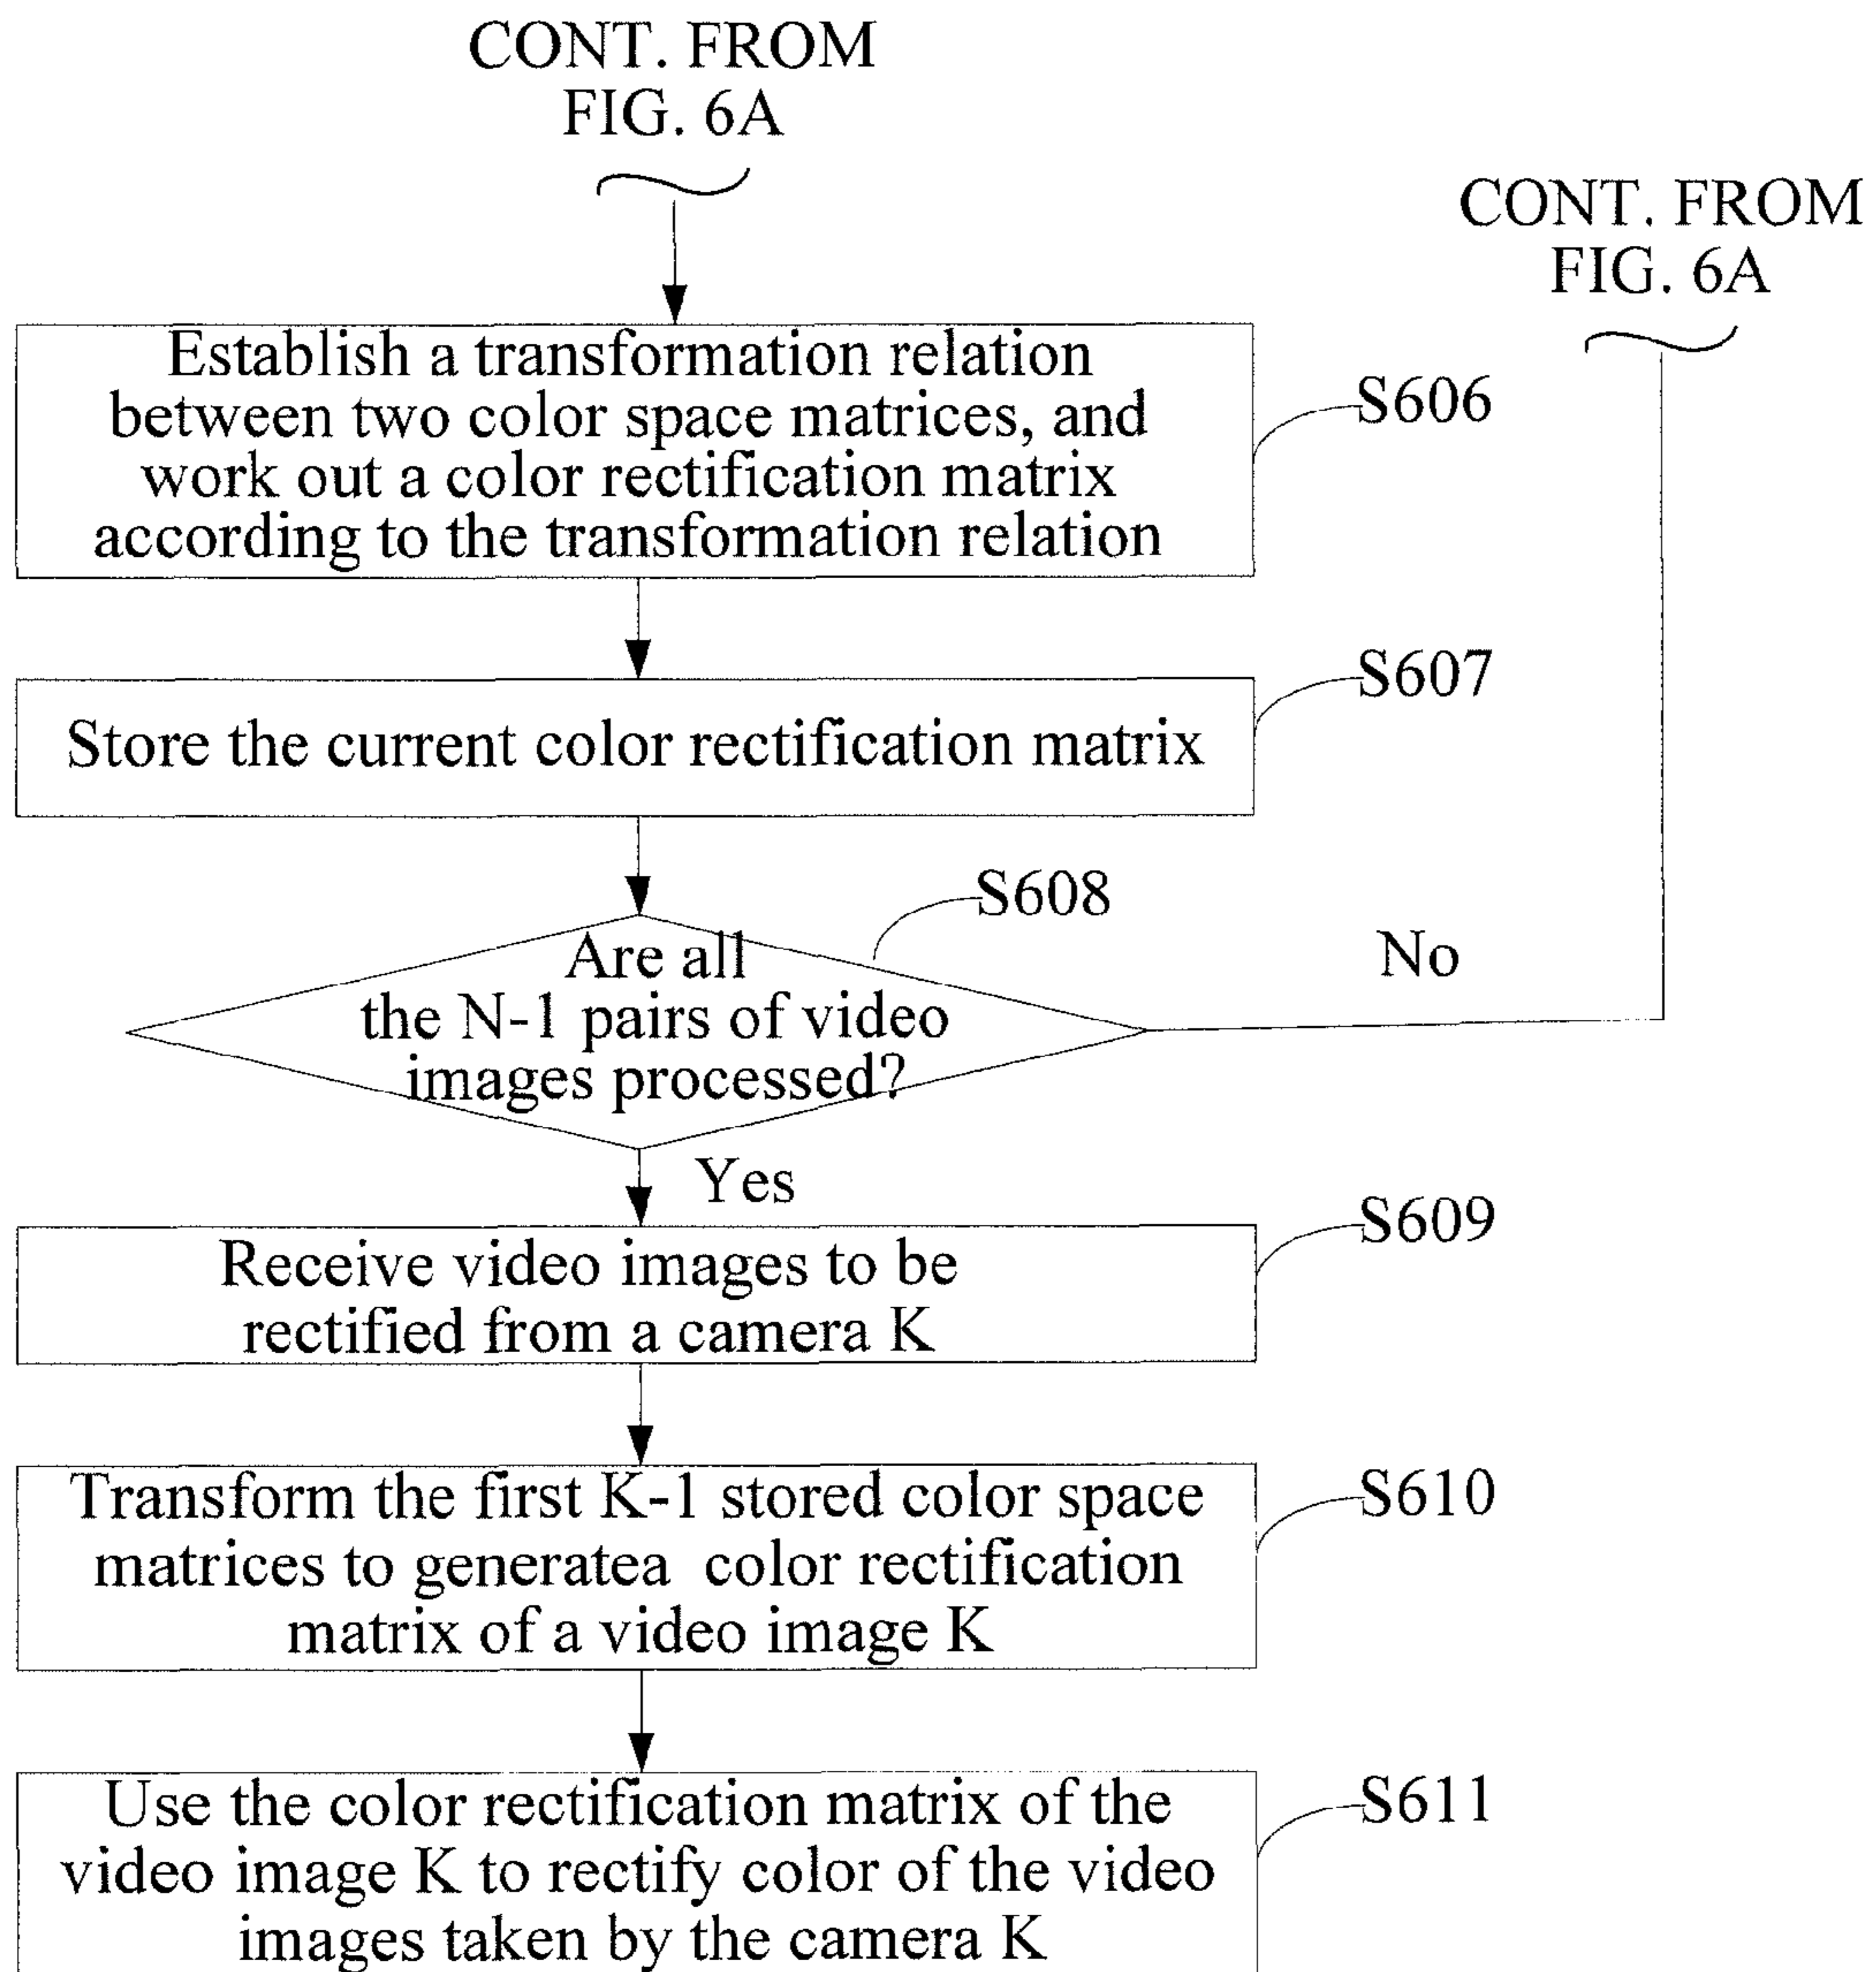 CONT. FROM
FIG. 6A
CONT. FROM
FIG. 6A
Establish a transformation relation
between two color space matrices, and
work out a color rectification matrix
according to the transformation relation
S606
Store the current color rectification matrix
S607
S608
Are all
the N-1 pairs of video
images processed?
No
Yes
Receive video images to be
rectified from a camera K
S609
Transform the first K-1 stored color space
matrices to generatea color rectification
matrix of a video image K
S610
Use the color rectification matrix of the
video image K to rectify color of the video
images taken by the camera K
S611